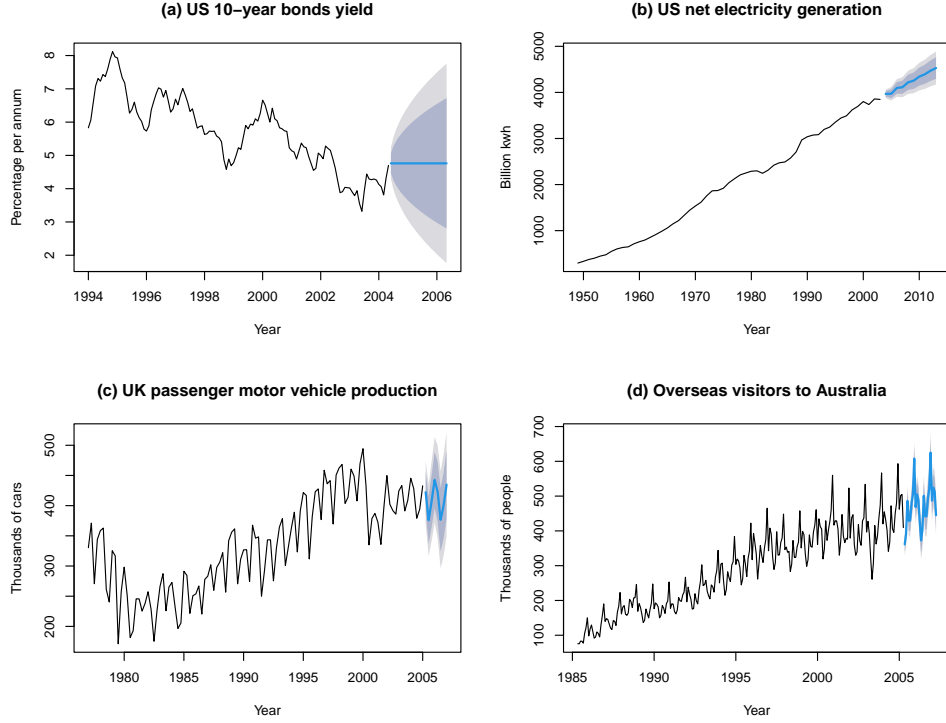 (a) US 10−year bonds yield
Percentage per annum
8
7
6
5
4
3
2
1994 1996 1998 2000 2002 2004 2006
Year
(b) US net electricity generation
Billion kwh
5000
4000
3000
2000
1000
1950 1960 1970 1980 1990 2000 2010
Year
(c) UK passenger motor vehicle production
Thousands of cars
500
400
300
200
1980 1985 1990 1995 2000 2005
Year
(d) Overseas visitors to Australia
Thousands of people
700
600
500
400
300
200
100
1985 1990 1995 2000 2005
Year